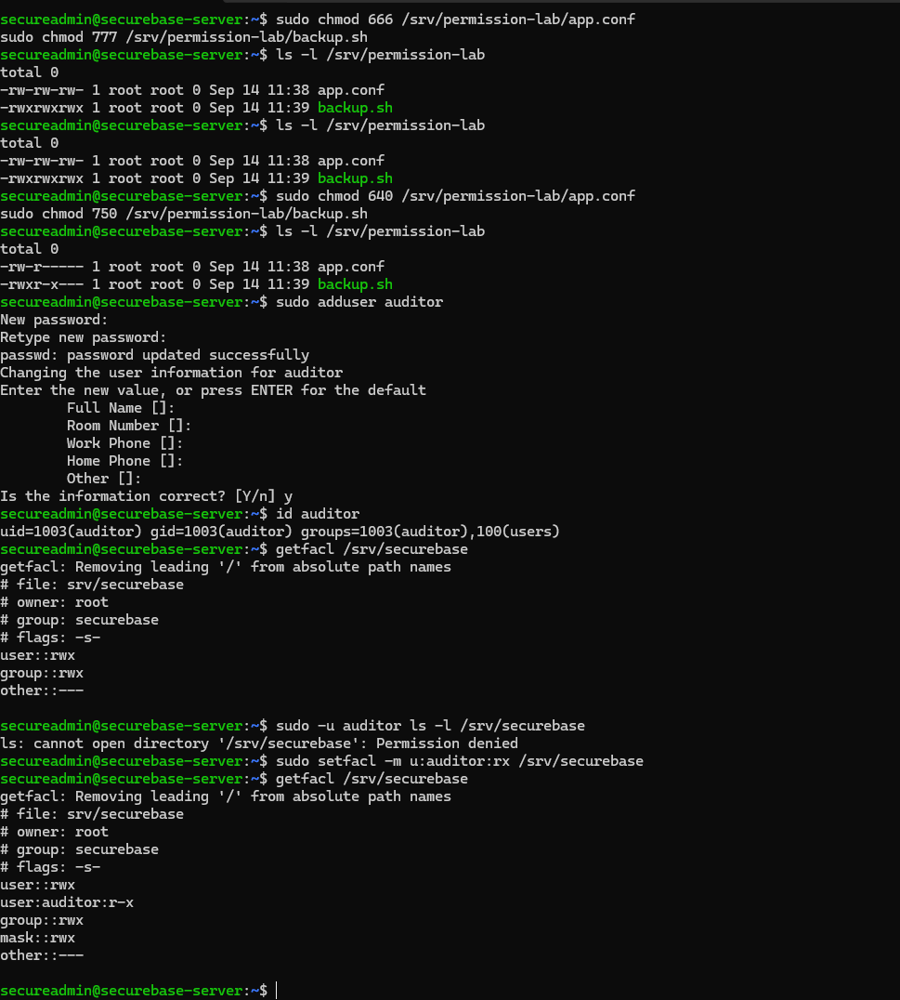 secureadmin@securebase-server:~$ sudo chmod 666 /srv/permission-lab/app.conf
sudo chmod 777 /srv/permission-lab/backup.sh
secureadmin@securebase-server:~$ ls -l /srv/permission-lab
total 0
-rw-rw-rw- 1 root root 0 Sep 14 11:38 app.conf
-rwxrwxrwx 1 root root 0 Sep 14 11:39 backup.sh
secureadmin@securebase-server:~$ ls -l /srv/permission-lab
total 0
-rw-rw-rw- 1 root root 0 Sep 14 11:38 app.conf
-rwxrwxrwx 1 root root 0 Sep 14 11:39 backup.sh
secureadmin@securebase-server:~$ sudo chmod 640 /srv/permission-lab/app.conf
sudo chmod 750 /srv/permission-lab/backup.sh
secureadmin@securebase-server:~$ ls -l /srv/permission-lab
total 0
-rw-r----- 1 root root 0 Sep 14 11:38 app.conf
-rwxr-x--- 1 root root 0 Sep 14 11:39 backup.sh
secureadmin@securebase-server:~$ sudo adduser auditor
New password:
Retype new password:
passwd: password updated successfully
Changing the user information for auditor
Enter the new value, or press ENTER for the default
        Full Name []:
        Room Number []:
        Work Phone []:
        Home Phone []:
        Other []:
Is the information correct? [Y/n] y
secureadmin@securebase-server:~$ id auditor
uid=1003(auditor) gid=1003(auditor) groups=1003(auditor),100(users)
secureadmin@securebase-server:~$ getfacl /srv/securebase
getfacl: Removing leading '/' from absolute path names
# file: srv/securebase
# owner: root
# group: securebase
# flags: -s-
user::rwx
group::rwx
other::---

secureadmin@securebase-server:~$ sudo -u auditor ls -l /srv/securebase
ls: cannot open directory '/srv/securebase': Permission denied
secureadmin@securebase-server:~$ sudo setfacl -m u:auditor:rx /srv/securebase
secureadmin@securebase-server:~$ getfacl /srv/securebase
getfacl: Removing leading '/' from absolute path names
# file: srv/securebase
# owner: root
# group: securebase
# flags: -s-
user::rwx
user:auditor:r-x
group::rwx
mask::rwx
other::---

secureadmin@securebase-server:~$